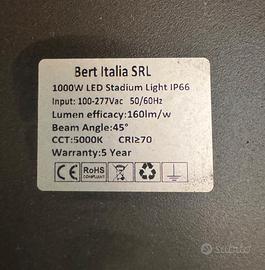 Bert Italia SRL
1000W LED Stadium Light IP66
Input: 100-277Vac 50/60Hz
Lumen efficacy:160lm/w
Beam Angle:45°
CCT:5000K CRI≥70
Warranty:5 Year
CE RoHS
COMPLIANT
subito